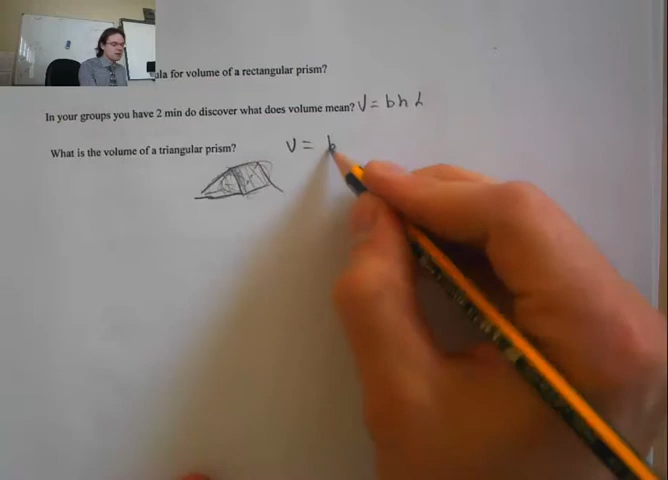 ula for volume of a rectangular prism?
In your groups you have 2 min do discover what does volume mean? V = b h L
What is the volume of a triangular prism? V = b